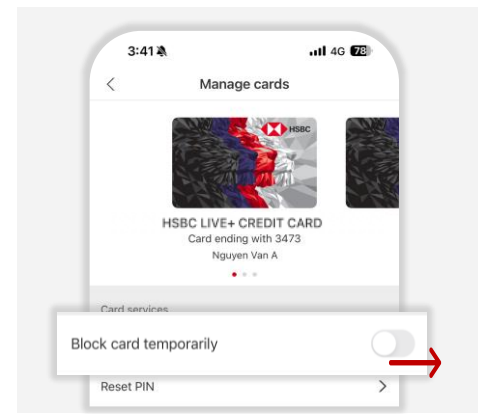 3:41 4G 78
Manage cards
HSBC
HSBC LIVE+ CREDIT CARD
Card ending with 3473
Nguyen Van A
Card services
Block card temporarily
Reset PIN